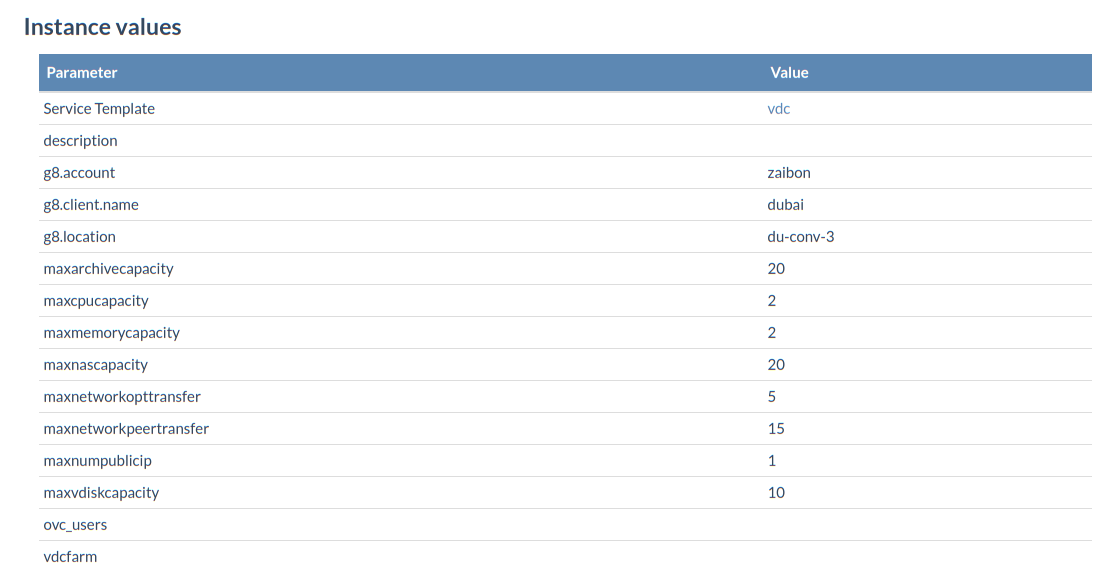 Instance values
Parameter Value
Service Template vdc
description
g8.account zaibon
g8.client.name dubai
g8.location du-conv-3
maxarchivecapacity 20
maxcpucapacity 2
maxmemorycapacity 2
maxnascapacity 20
maxnetworkopttransfer 5
maxnetworkpeertransfer 15
maxnumpublicip 1
maxvdiskcapacity 10
ovc_users
vdcfarm